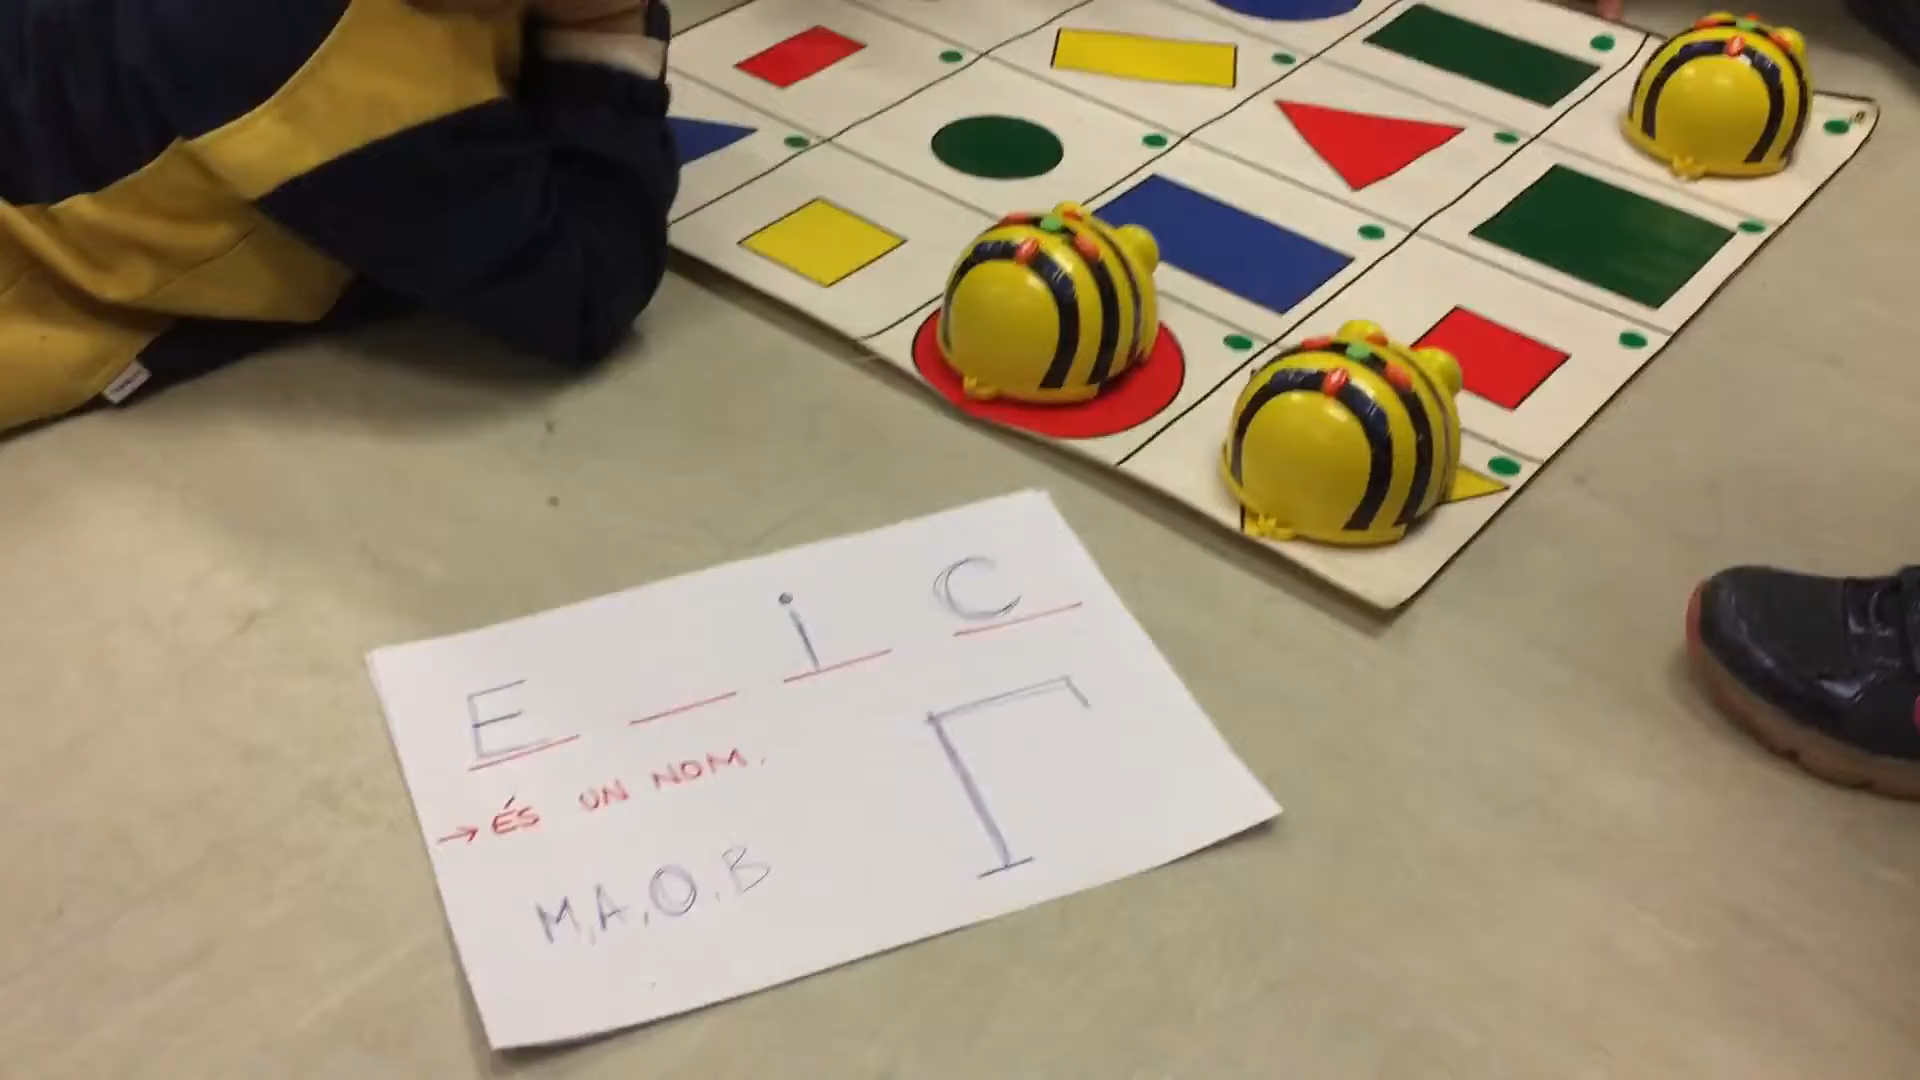 E _ i C
→ ÉS UN NOM.
M, A, O, B